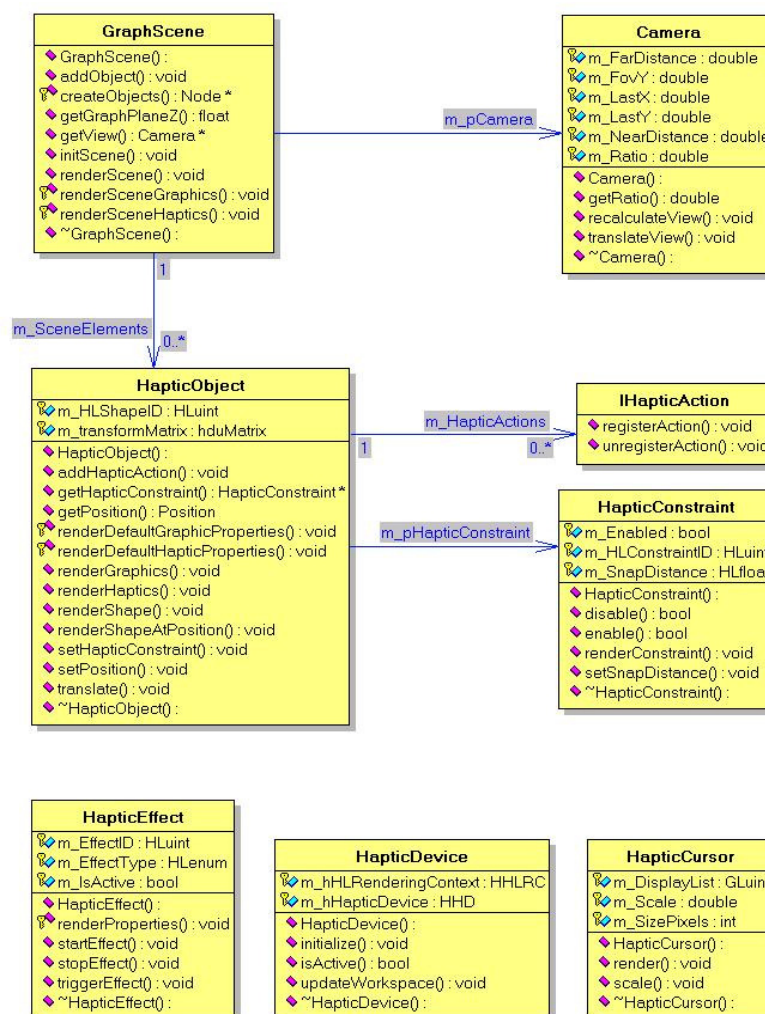 GraphScene
GraphScene() :
addObject() : void
createObjects() : Node *
getGraphPlaneZ() : float
getView() : Camera *
initScene() : void
renderScene() : void
renderSceneGraphics() : void
renderSceneHaptics() : void
~GraphScene() :
m_pCamera
Camera
m_FarDistance : double
m_FovY : double
m_LastX : double
m_LastY : double
m_NearDistance : double
m_Ratio : double
Camera() :
getRatio() : double
recalculateView() : void
translateView() : void
~Camera() :
1
m_SceneElements
0..*
HapticObject
m_HLShapeID : HLuint
m_transformMatrix : hduMatrix
HapticObject() :
addHapticAction() : void
getHapticConstraint() : HapticConstraint *
getPosition() : Position
renderDefaultGraphicProperties() : void
renderDefaultHapticProperties() : void
renderGraphics() : void
renderHaptics() : void
renderShape() : void
renderShapeAtPosition() : void
setHapticConstraint() : void
setPosition() : void
translate() : void
~HapticObject() :
m_HapticActions
1
0..*
IHapticAction
registerAction() : void
unregisterAction() : void
m_pHapticConstraint
HapticConstraint
m_Enabled : bool
m_HLConstraintID : HLuint
m_SnapDistance : HLfloa
HapticConstraint() :
disable() : bool
enable() : bool
renderConstraint() : void
setSnapDistance() : void
~HapticConstraint() :
HapticEffect
m_EffectID : HLuint
m_EffectType : HLenum
m_IsActive : bool
HapticEffect() :
renderProperties() : void
startEffect() : void
stopEffect() : void
triggerEffect() : void
~HapticEffect() :
HapticDevice
m_hHLRenderingContext : HHLRC
m_hHapticDevice : HHD
HapticDevice() :
initialize() : void
isActive() : bool
updateWorkspace() : void
~HapticDevice() :
HapticCursor
m_DisplayList : GLuin
m_Scale : double
m_SizePixels : int
HapticCursor() :
render() : void
scale() : void
~HapticCursor() :